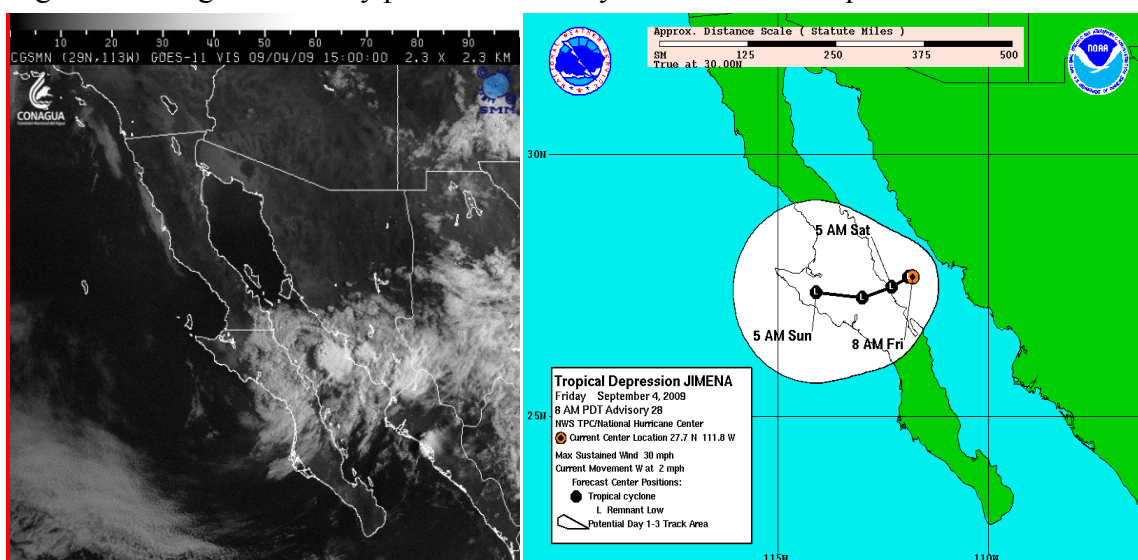 10 20 30 40 50 60 70 80 90
CGSMN (29N,113W) GOES-11 VIS 09/04/09 15:00:00 2.3 X 2.3 KM
CONAGUA
SMN
Approx. Distance Scale ( Statute Miles )
SM 125 250 375 500
True at 30.00N
NATIONAL WEATHER SERVICE
NOAA
30N
5 AM Sat
L L L L
5 AM Sun
8 AM Fri
Tropical Depression JIMENA
Friday September 4, 2009
8 AM PDT Advisory 28
NWS TPC/National Hurricane Center
Current Center Location 27.7 N 111.8 W
Max Sustained Wind 30 mph
Current Movement W at 2 mph
Forecast Center Positions:
Tropical cyclone
L Remnant Low
Potential Day 1-3 Track Area
25N
115W
110W